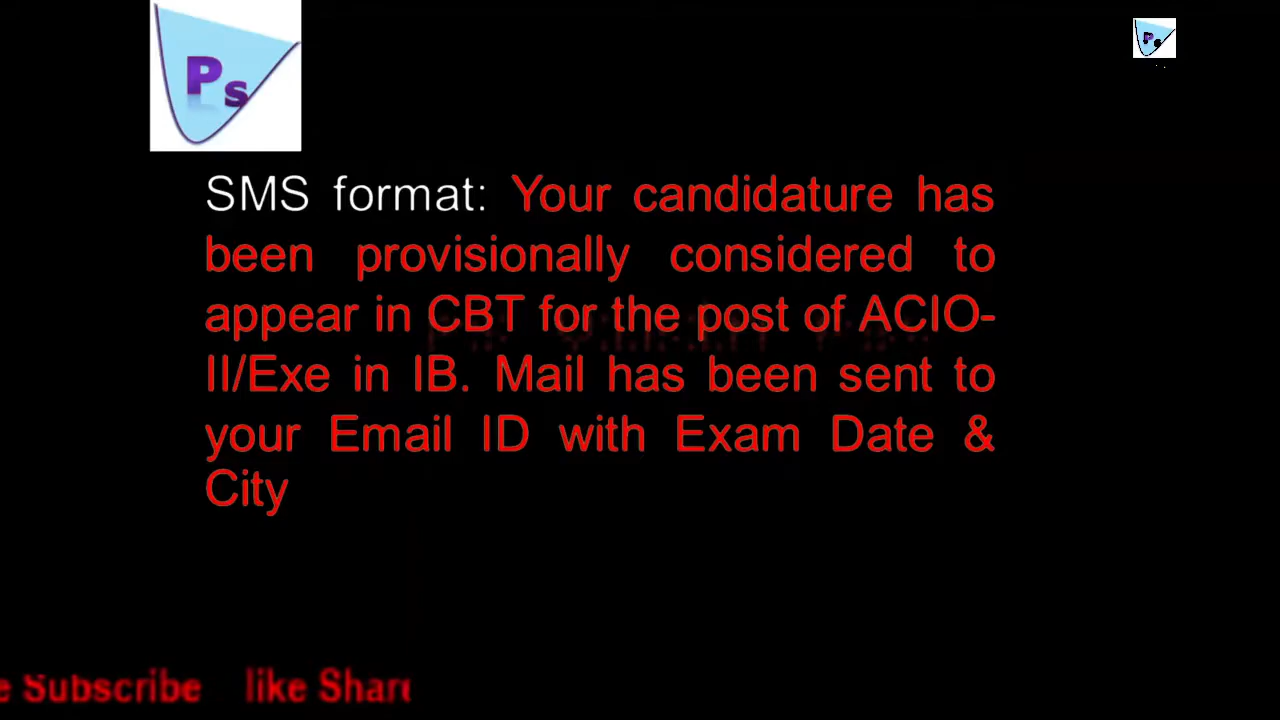 Ps
Ps
SMS format: Your candidature has
been provisionally considered to
appear in CBT for the post of ACIO-
II/Exe in IB. Mail has been sent to
your Email ID with Exam Date &
City
e Subscribe like Share